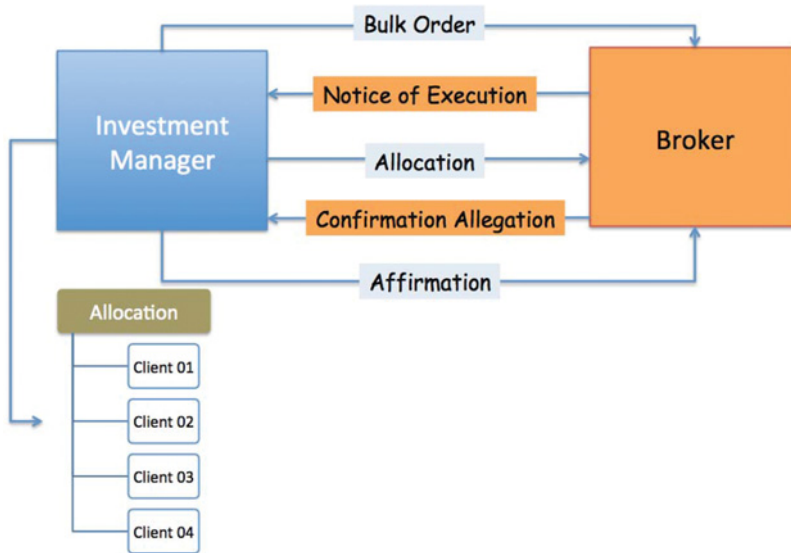 Bulk Order
Notice of Execution
Investment
Manager
Broker
Allocation
Confirmation Allegation
Affirmation
Allocation
Client 01
Client 02
Client 03
Client 04